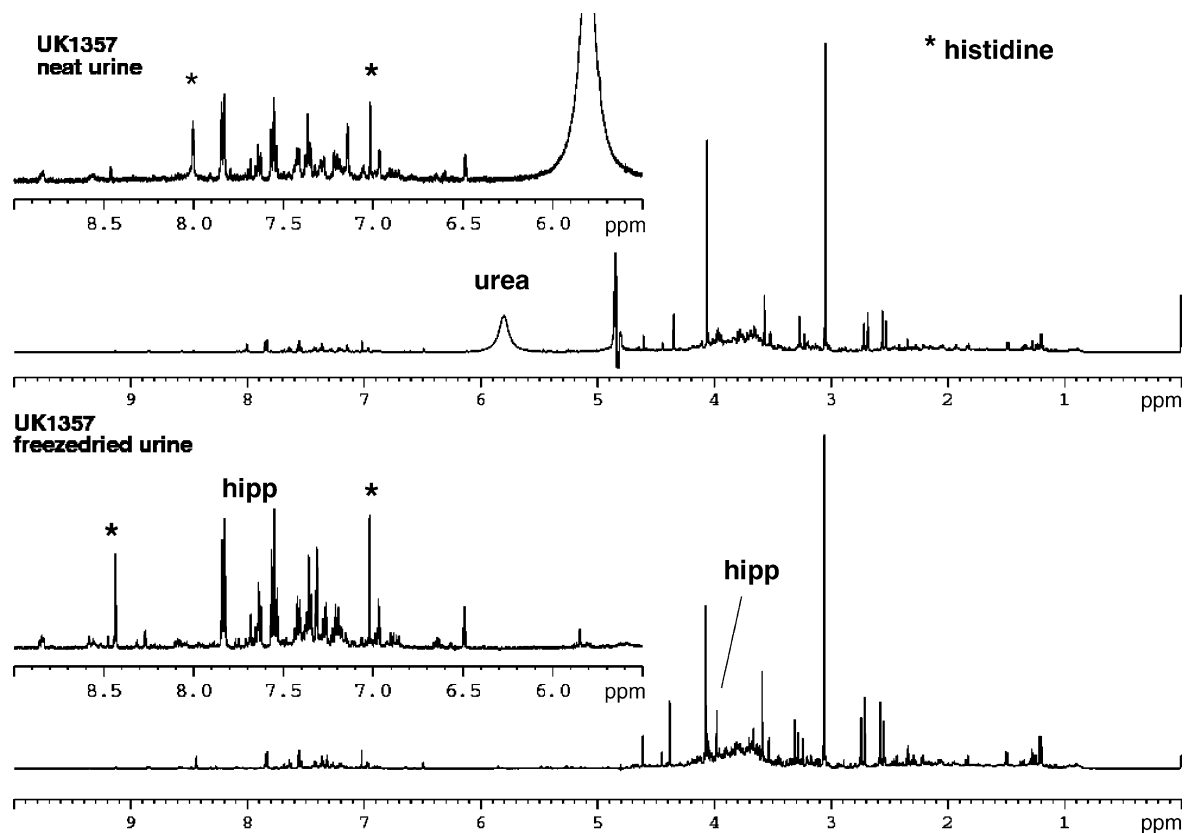 UK1357
neat urine
* histidine
*
*
8.5 8.0 7.5 7.0 6.5 6.0 ppm
urea
9 8 7 6 5 4 3 2 1 ppm
UK1357
freezedried urine
hipp
*
*
hipp
8.5 8.0 7.5 7.0 6.5 6.0 ppm
9 8 7 6 5 4 3 2 1 ppm